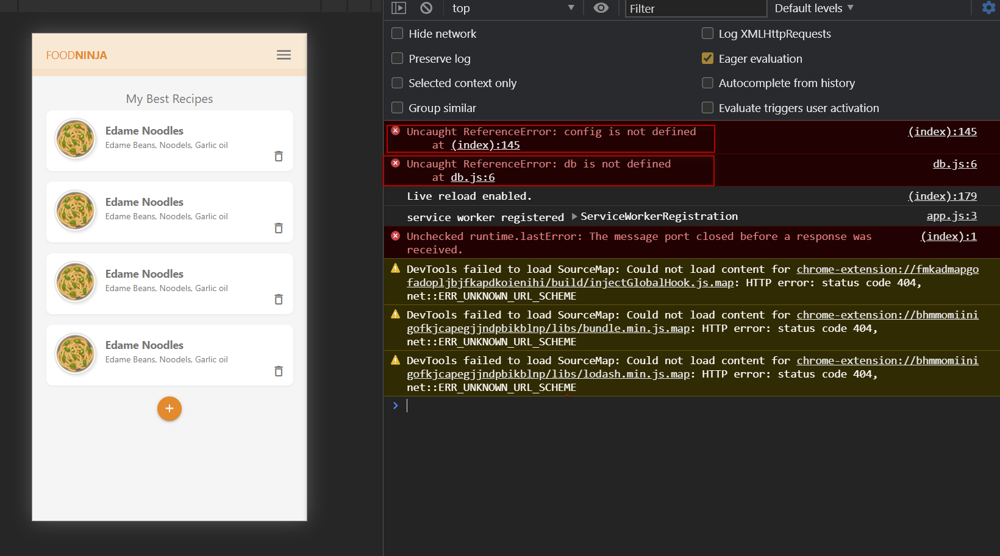 FOODNINJA
My Best Recipes
Edame Noodles
Edame Beans, Noodels, Garlic oil
Edame Noodles
Edame Beans, Noodels, Garlic oil
Edame Noodles
Edame Beans, Noodels, Garlic oil
Edame Noodles
Edame Beans, Noodels, Garlic oil
+
top Filter Default levels
Hide network Log XMLHttpRequests
Preserve log Eager evaluation
Selected context only Autocomplete from history
Group similar Evaluate triggers user activation
Uncaught ReferenceError: config is not defined (index):145
at (index):145
Uncaught ReferenceError: db is not defined db.js:6
at db.js:6
Live reload enabled. (index):179
service worker registered ServiceWorkerRegistration app.js:3
Unchecked runtime.lastError: The message port closed before a response was (index):1
received.
DevTools failed to load SourceMap: Could not load content for chrome-extension://fmkadmapgo
fadopljbjfkapdkoienihi/build/injectGlobalHook.js.map: HTTP error: status code 404,
net::ERR_UNKNOWN_URL_SCHEME
DevTools failed to load SourceMap: Could not load content for chrome-extension://bhmmomiini
gofkjcapegjjndpbikblnp/libs/bundle.min.js.map: HTTP error: status code 404,
net::ERR_UNKNOWN_URL_SCHEME
DevTools failed to load SourceMap: Could not load content for chrome-extension://bhmmomiini
gofkjcapegjjndpbikblnp/libs/lodash.min.js.map: HTTP error: status code 404,
net::ERR_UNKNOWN_URL_SCHEME